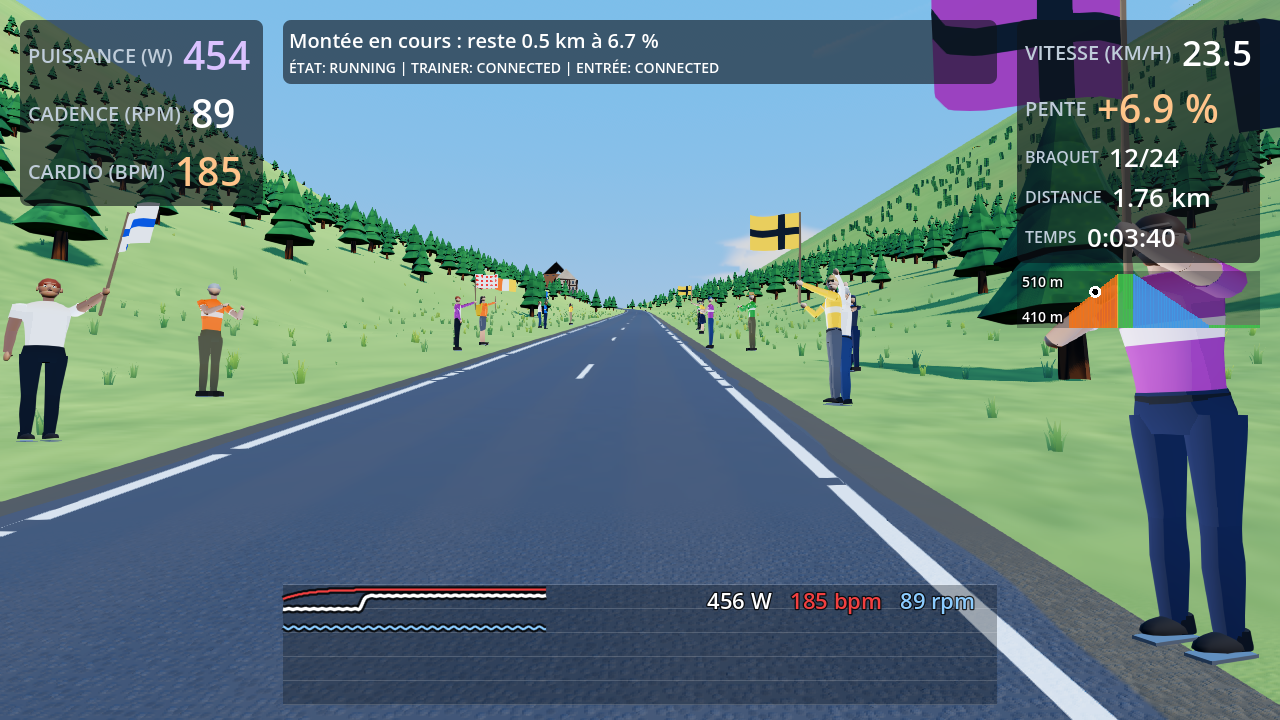 PUISSANCE (W) 454
CADENCE (RPM) 89
CARDIO (BPM) 185
Montée en cours : reste 0.5 km à 6.7 %
ÉTAT: RUNNING | TRAINER: CONNECTED | ENTRÉE: CONNECTED
VITESSE (KM/H) 23.5
PENTE +6.9 %
BRAQUET 12/24
DISTANCE 1.76 km
TEMPS 0:03:40
510 m
410 m
456 W 185 bpm 89 rpm